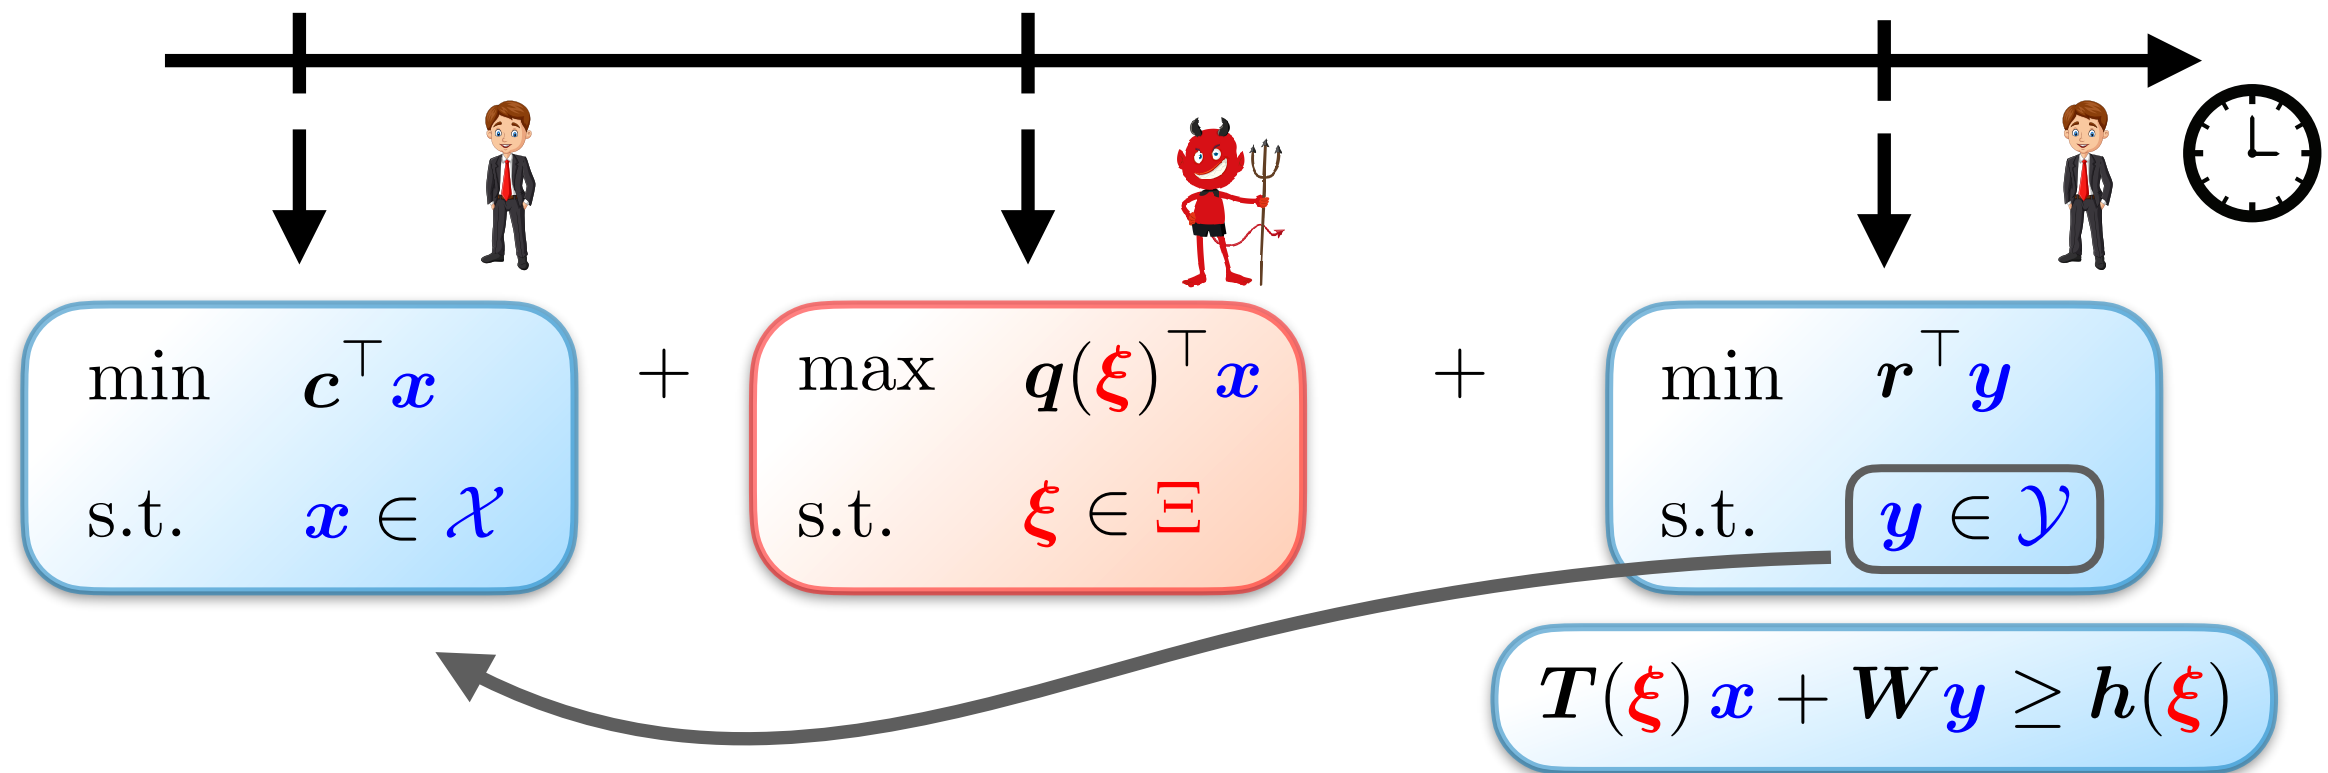 min c^⊤ x + max q(ξ)^⊤ x + min r^⊤ y
s.t. x ∈ 𝒳 s.t. ξ ∈ Ξ s.t. y ∈ 𝒴
T(ξ) x + W y ≥ h(ξ)